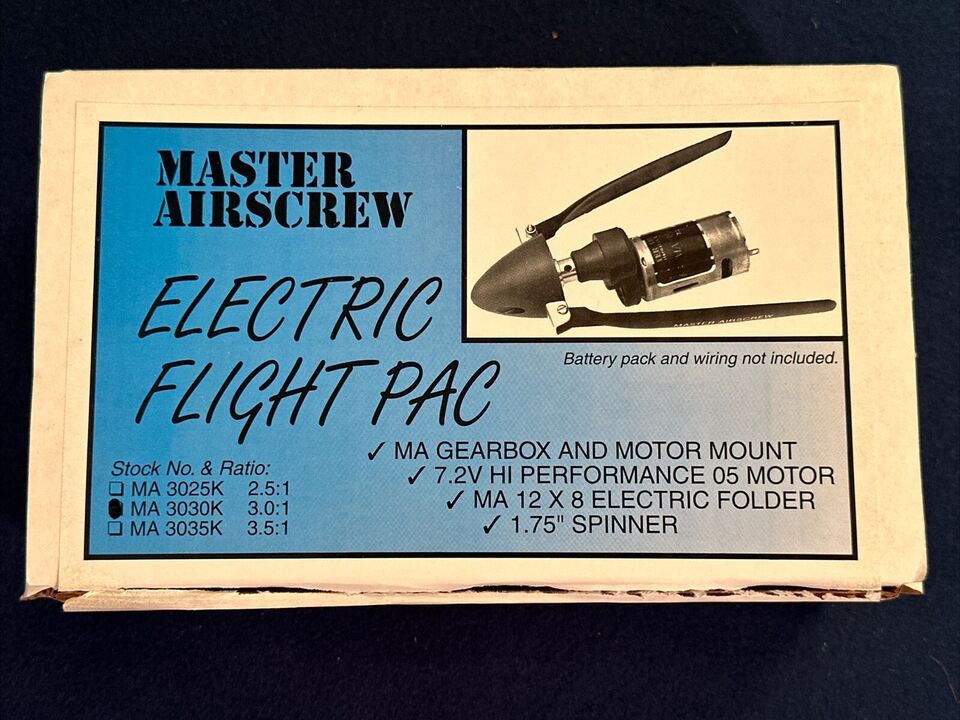 MASTER
AIRSCREW
ELECTRIC
FLIGHT PAC
MASTER AIRSCREW
Battery pack and wiring not included.
✓ MA GEARBOX AND MOTOR MOUNT
✓ 7.2V HI PERFORMANCE 05 MOTOR
✓ MA 12 X 8 ELECTRIC FOLDER
✓ 1.75" SPINNER
Stock No. & Ratio:
❑ MA 3025K 2.5:1
MA 3030K 3.0:1
❑ MA 3035K 3.5:1